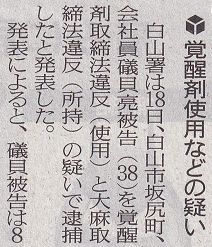 覚醒剤使用などの疑い
白山署は18日、白山市坂尻町、
会社員礒貝亮被告（38）を覚醒
剤取締法違反（使用）と大麻取
締法違反（所持）の疑いで逮捕
したと発表した。
発表によると、礒貝被告は8